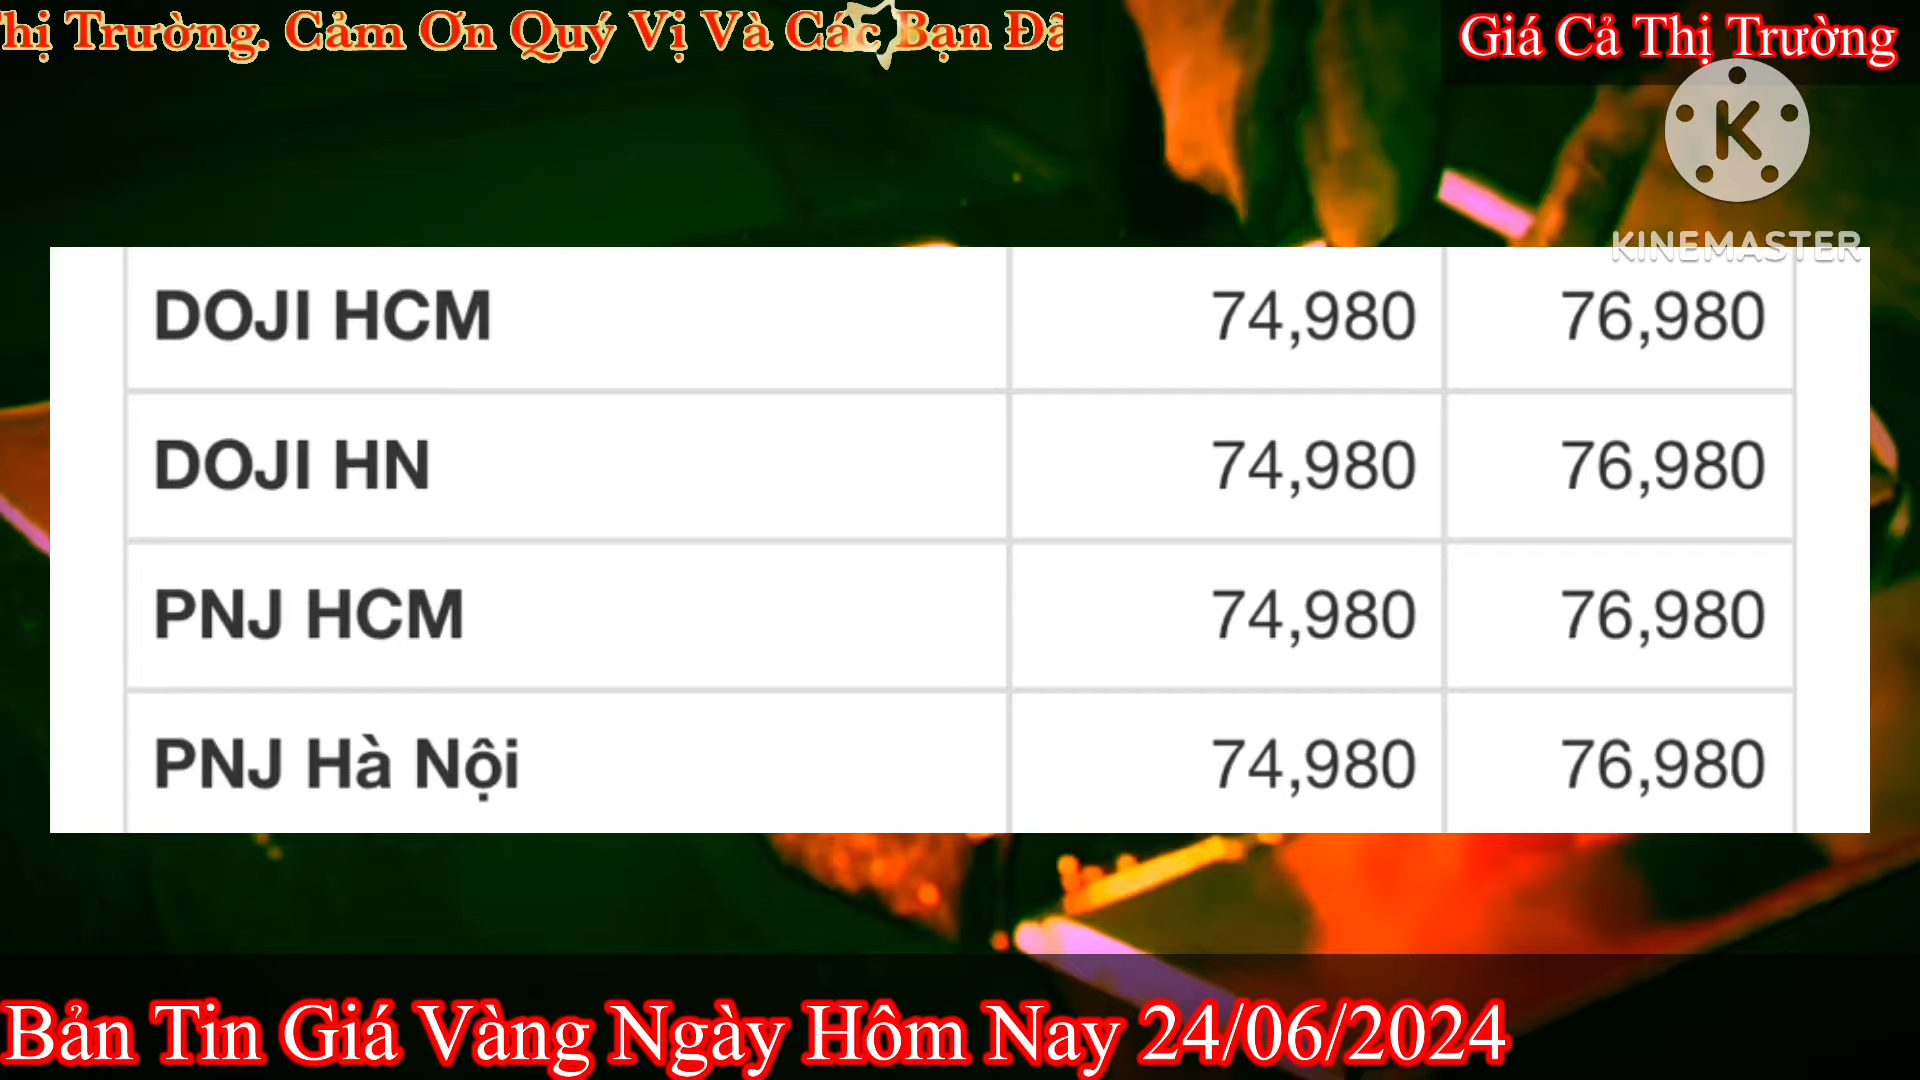 hị Trường. Cảm Ơn Quý Vị Và Các Bạn Đã
Giá Cả Thị Trường
KINEMASTER
DOJI HCM 74,980 76,980
DOJI HN 74,980 76,980
PNJ HCM 74,980 76,980
PNJ Hà Nội 74,980 76,980
Bản Tin Giá Vàng Ngày Hôm Nay 24/06/2024